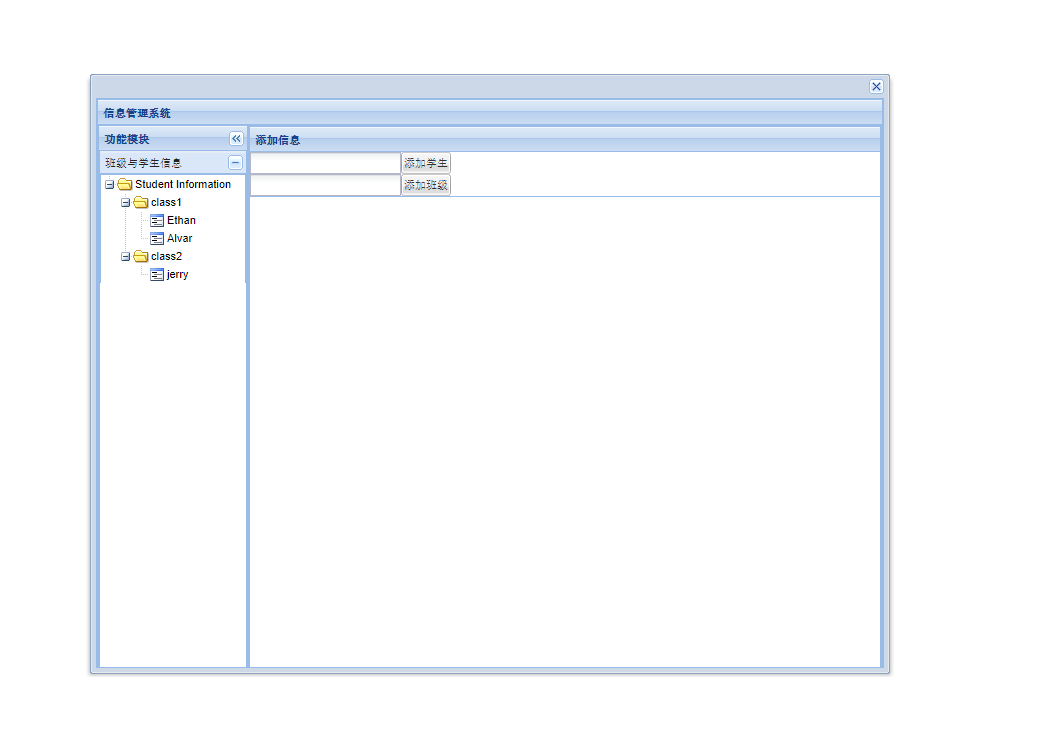 信息管理系统
功能模块
添加信息
班级与学生信息
添加学生
Student Information
添加班级
class1
Ethan
Alvar
class2
jerry